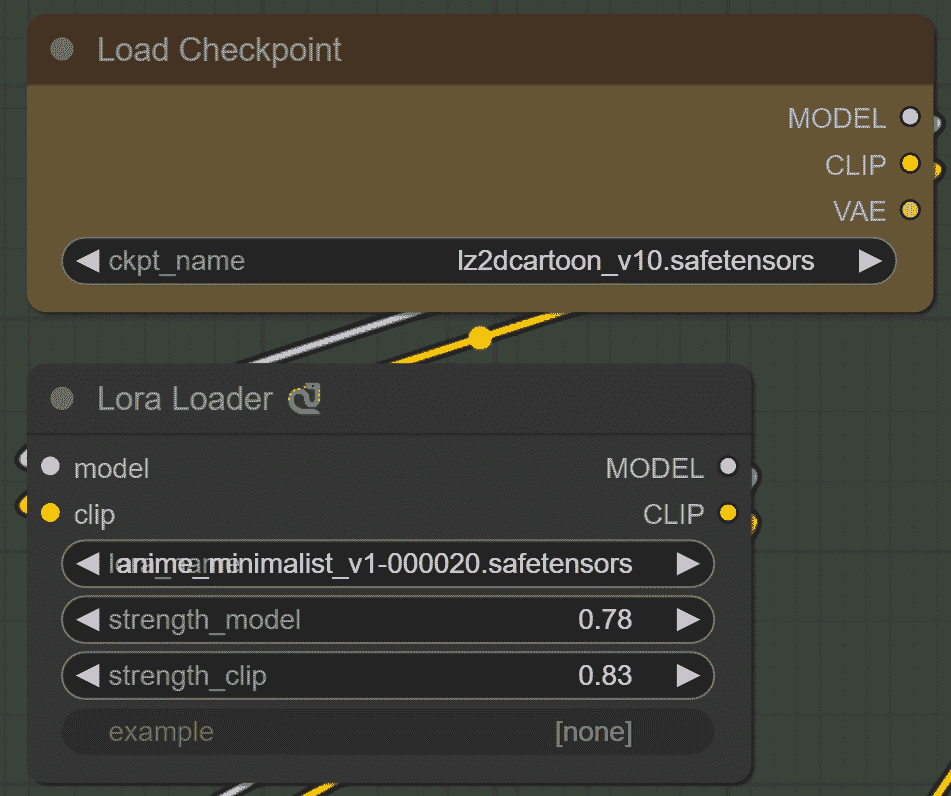 Load Checkpoint
MODEL
CLIP
VAE
ckpt_name lz2dcartoon_v10.safetensors
Lora Loader
model MODEL
clip CLIP
lora_name anime_minimalist_v1-000020.safetensors
strength_model 0.78
strength_clip 0.83
example [none]